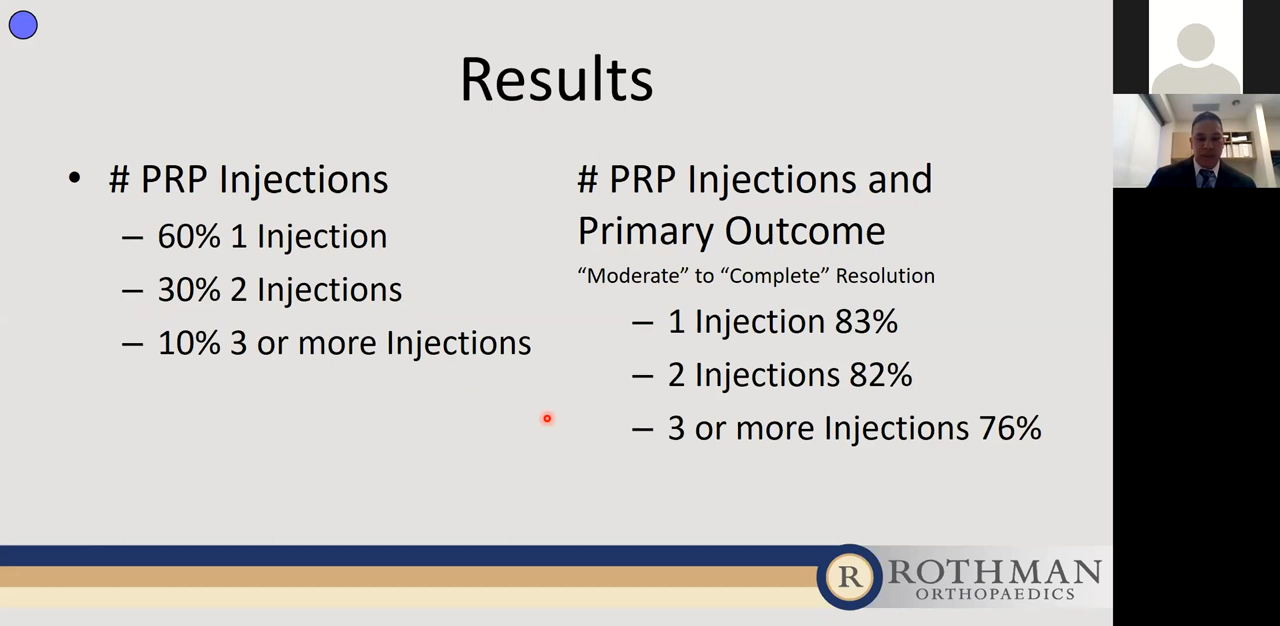 Results
• # PRP Injections
– 60% 1 Injection
– 30% 2 Injections
– 10% 3 or more Injections
# PRP Injections and
Primary Outcome
“Moderate” to “Complete” Resolution
– 1 Injection 83%
– 2 Injections 82%
– 3 or more Injections 76%
R ROTHMAN
ORTHOPAEDICS